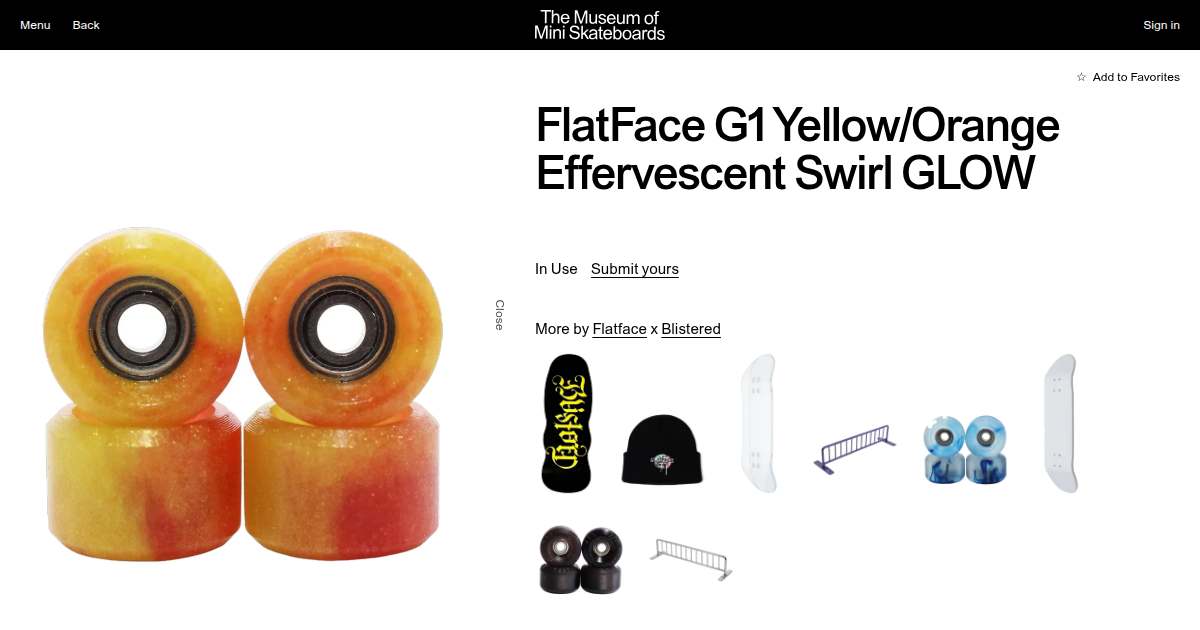 Menu Back
The Museum of
Mini Skateboards
Sign in
☆ Add to Favorites
FlatFace G1 Yellow/Orange
Effervescent Swirl GLOW
In Use Submit yours
Close
More by Flatface x Blistered